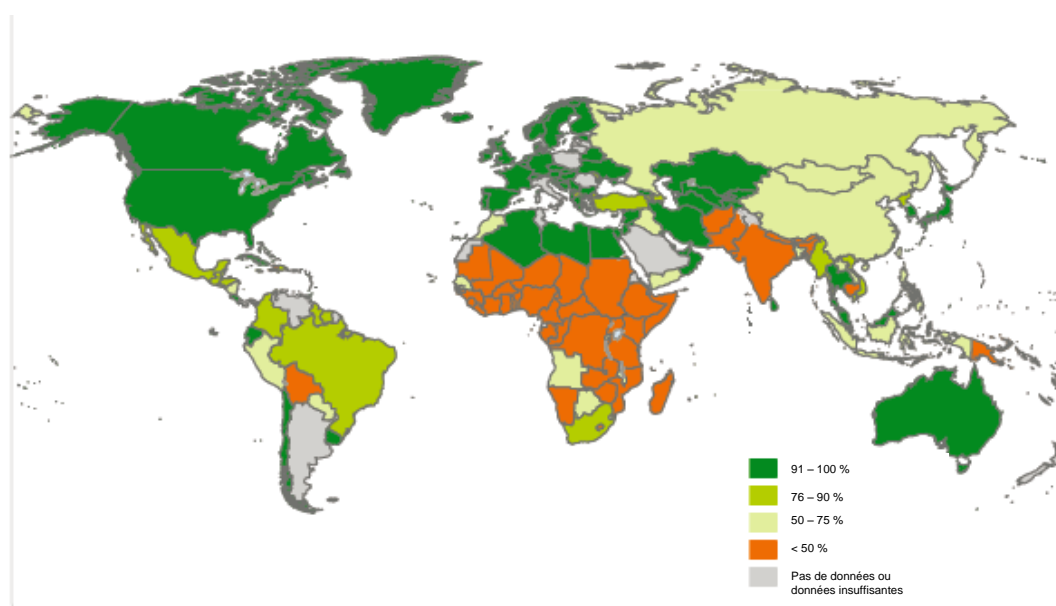 91 – 100 %
76 – 90 %
50 – 75 %
< 50 %
Pas de données ou
données insuffisantes